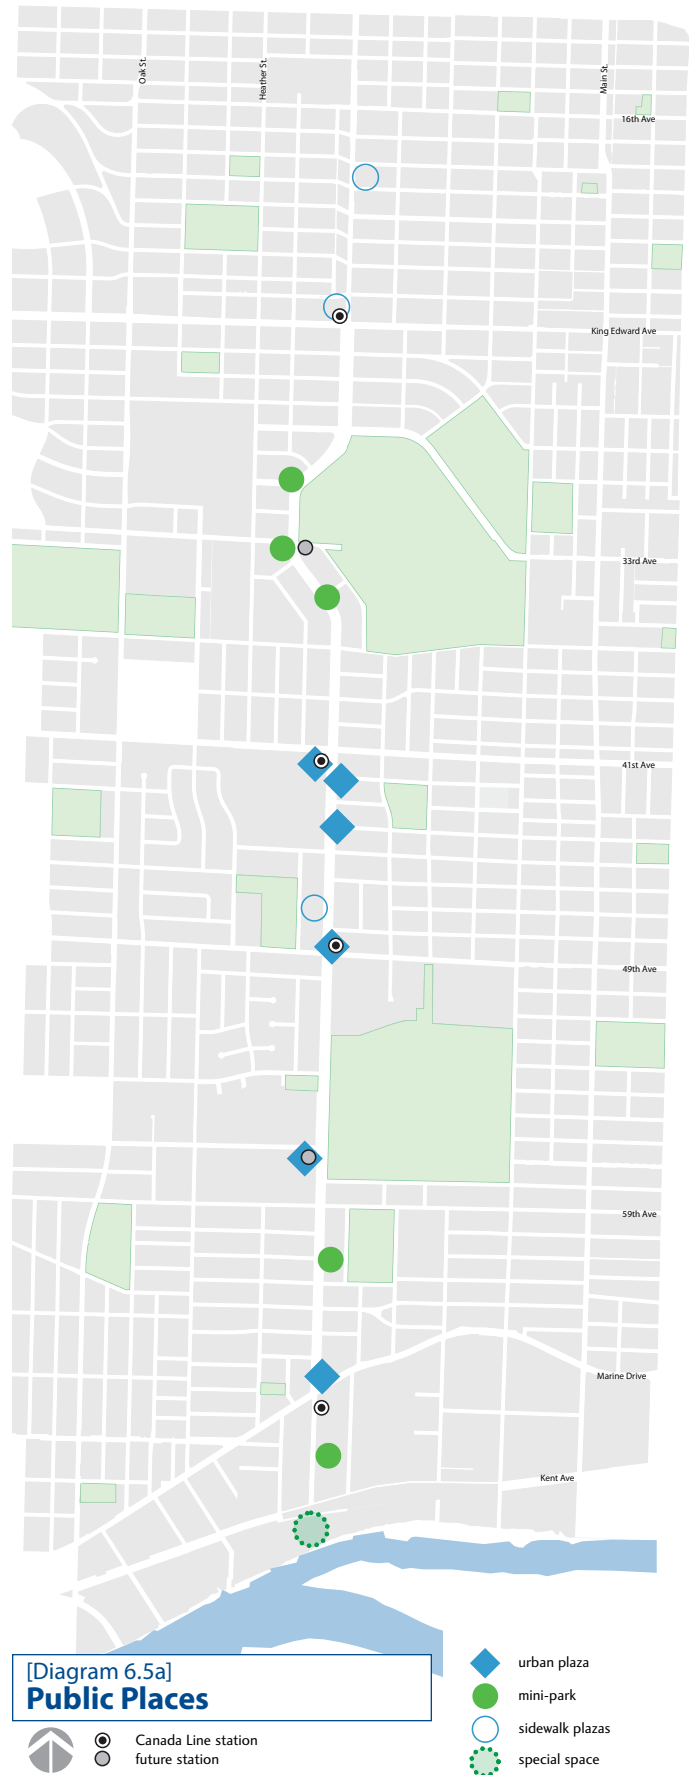 Oak St.
Heather St.
Main St.
16th Ave
King Edward Ave
33rd Ave
41st Ave
49th Ave
59th Ave
Marine Drive
Kent Ave
[Diagram 6.5a]
Public Places
Canada Line station
future station
urban plaza
mini-park
sidewalk plazas
special space